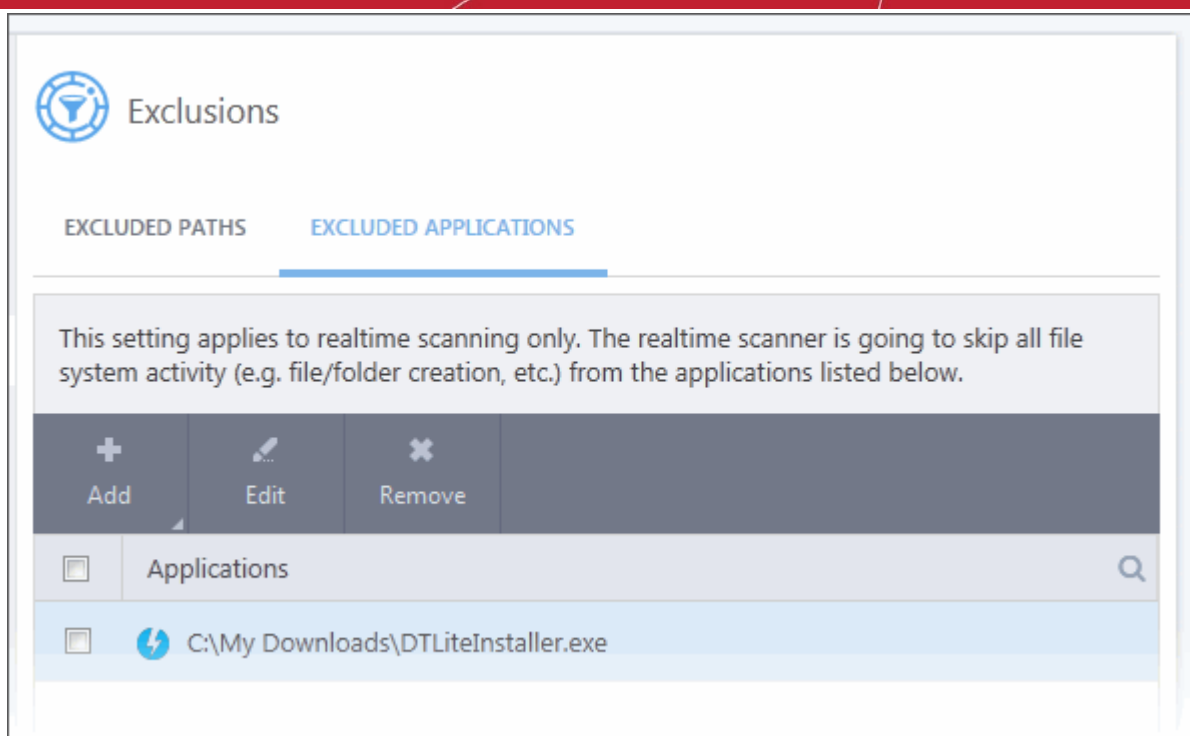 Exclusions
EXCLUDED PATHS EXCLUDED APPLICATIONS
This setting applies to realtime scanning only. The realtime scanner is going to skip all file
system activity (e.g. file/folder creation, etc.) from the applications listed below.
Add Edit Remove
Applications
C:\My Downloads\DTLiteInstaller.exe